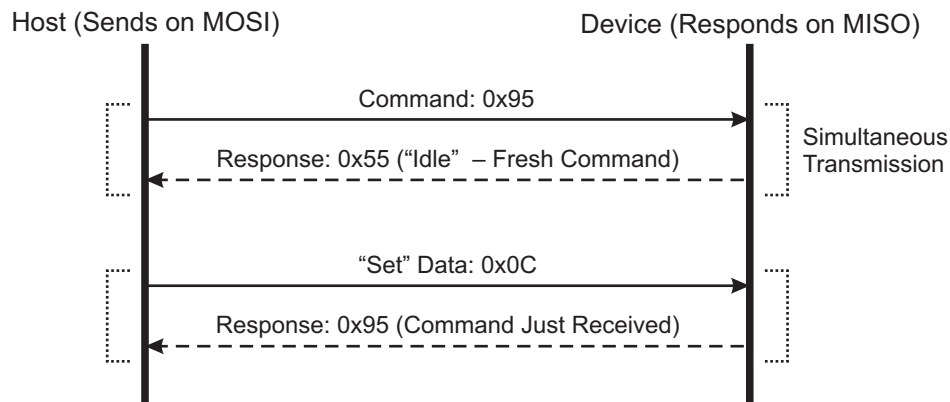 Host (Sends on MOSI)
Device (Responds on MISO)
Command: 0x95
Response: 0x55 (“Idle” – Fresh Command)
Simultaneous
Transmission
“Set” Data: 0x0C
Response: 0x95 (Command Just Received)